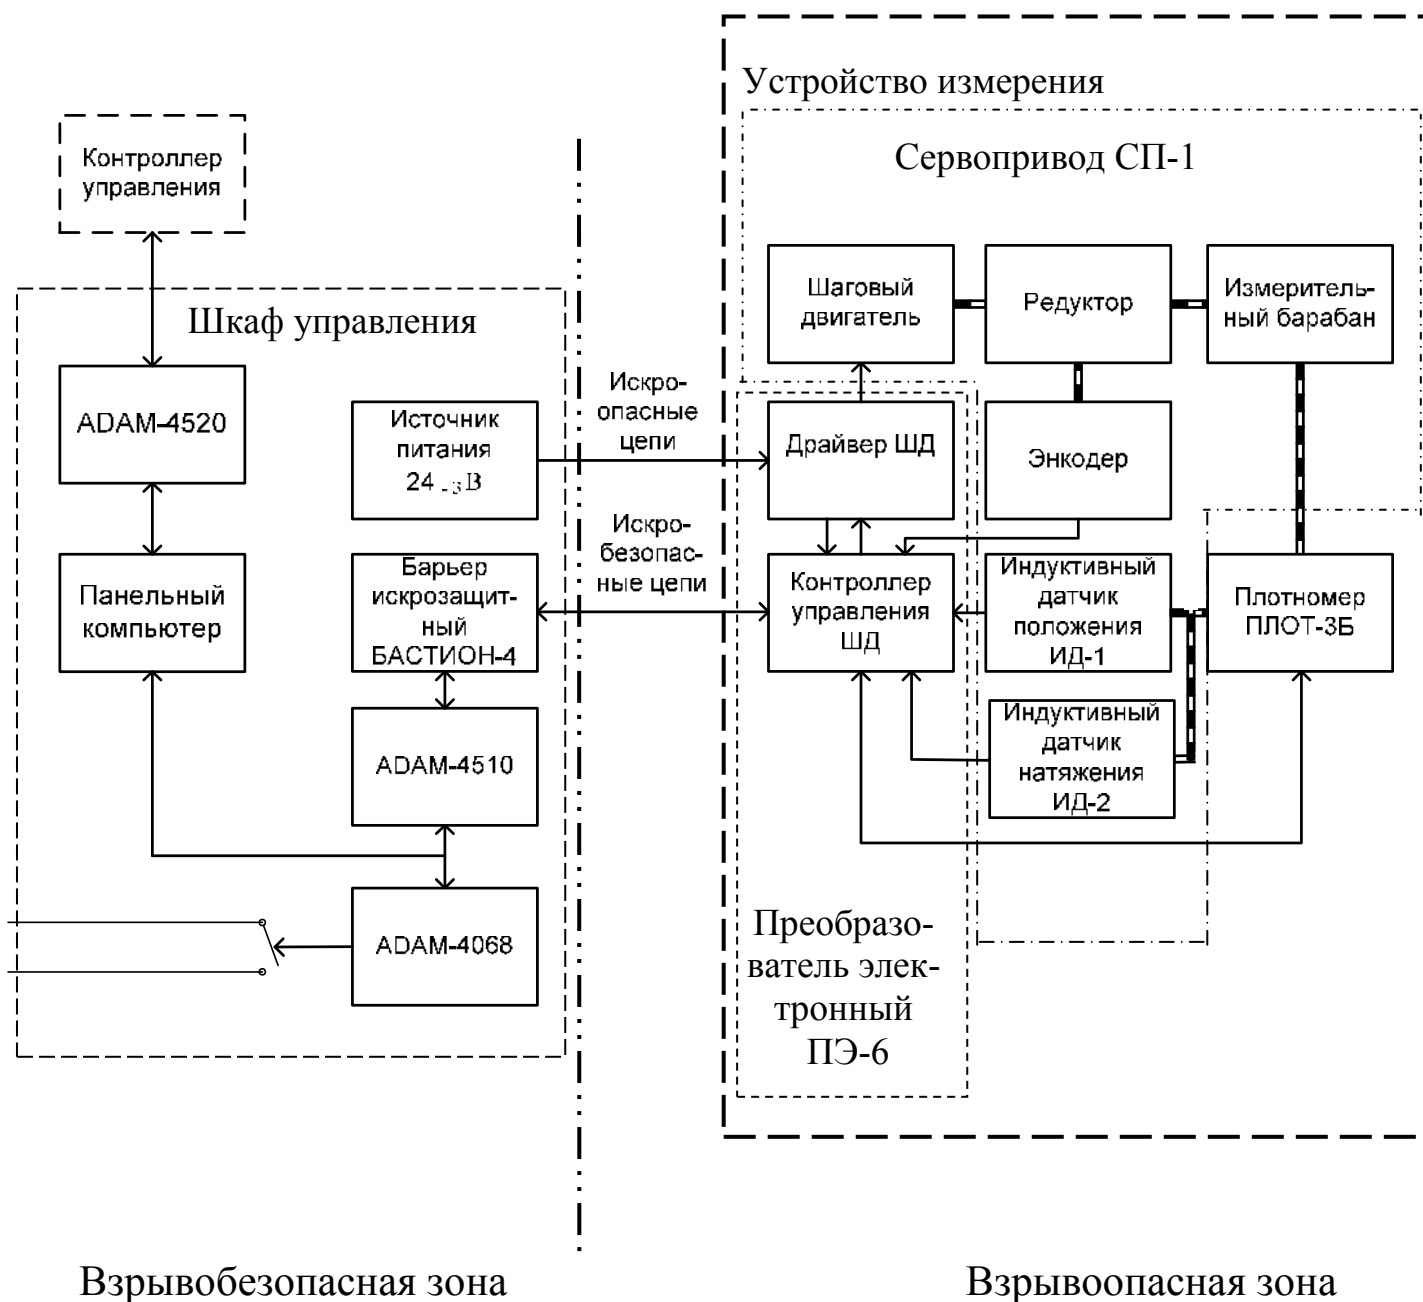 Устройство измерения
Сервопривод СП-1
Контроллер
управления
Шкаф управления
Шаговый
двигатель
Редуктор
Измеритель-
ный барабан
ADAM-4520
Источник
питания
24 -3В
Искро-
опасные
цепи
Драйвер ШД
Энкодер
Панельный
компьютер
Барьер
искрозащит-
ный
БАСТИОН-4
Искро-
безопас-
ные цепи
Контроллер
управления
ШД
Индуктивный
датчик
положения
ИД-1
Плотномер
ПЛОТ-3Б
ADAM-4510
Индуктивный
датчик
натяжения
ИД-2
ADAM-4068
Преобразо-
ватель элек-
тронный
ПЭ-6
Взрывобезопасная зона
Взрывоопасная зона